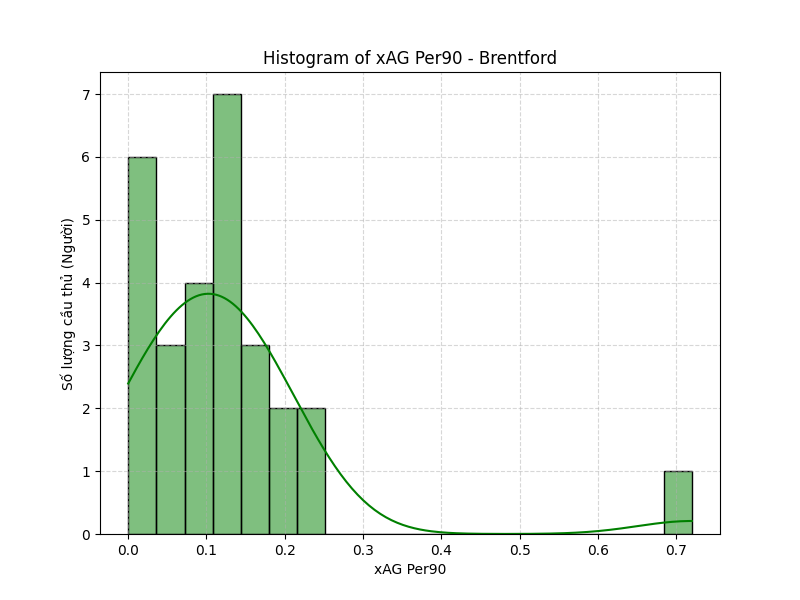 Histogram of xAG Per90 - Brentford
Số lượng cầu thủ (Người)
7
6
5
4
3
2
1
0
0.0 0.1 0.2 0.3 0.4 0.5 0.6 0.7
xAG Per90